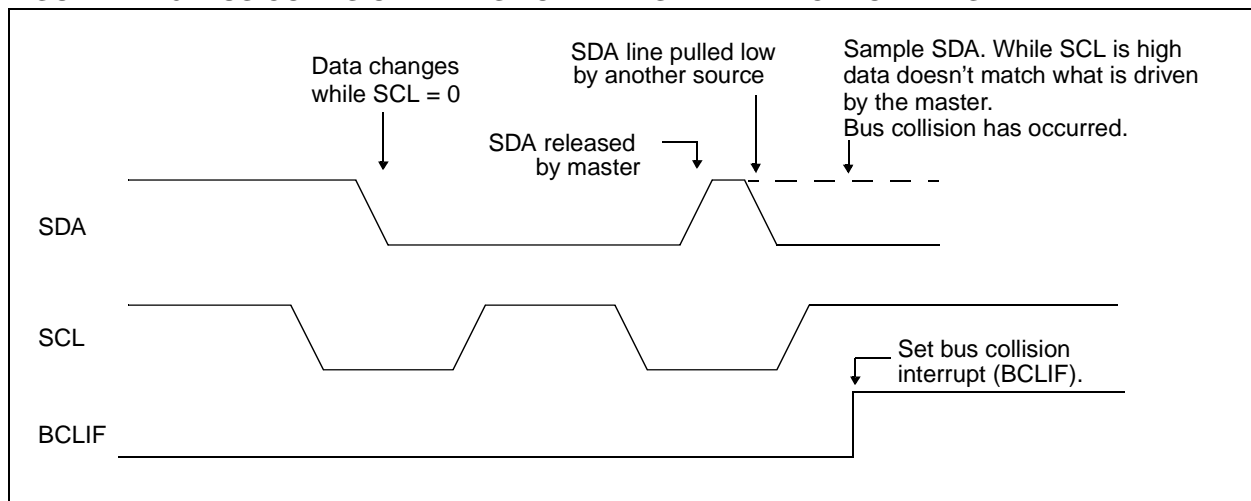 Data changes
while SCL = 0
SDA line pulled low
by another source
Sample SDA. While SCL is high
data doesn't match what is driven
by the master.
Bus collision has occurred.
SDA released
by master
SDA
SCL
Set bus collision
interrupt (BCLIF).
BCLIF